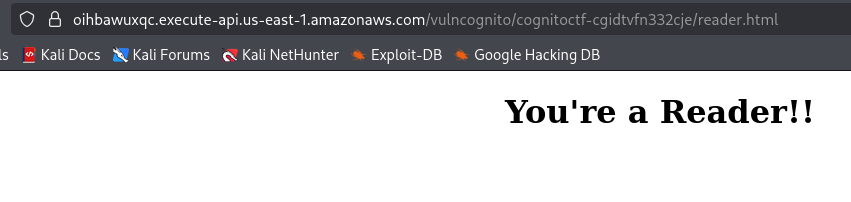 oihbawuxqc.execute-api.us-east-1.amazonaws.com/vulncognito/cognitoctf-cgidtvfn332cje/reader.html
ls Kali Docs Kali Forums Kali NetHunter Exploit-DB Google Hacking DB
You're a Reader!!